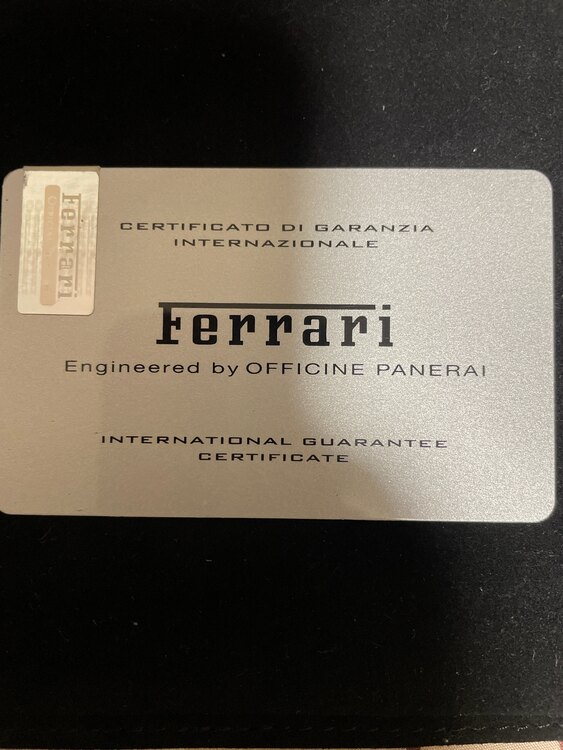 Ferrari
CERTIFICATO DI GARANZIA
INTERNAZIONALE
Ferrari
Engineered by OFFICINE PANERAI
INTERNATIONAL GUARANTEE
CERTIFICATE